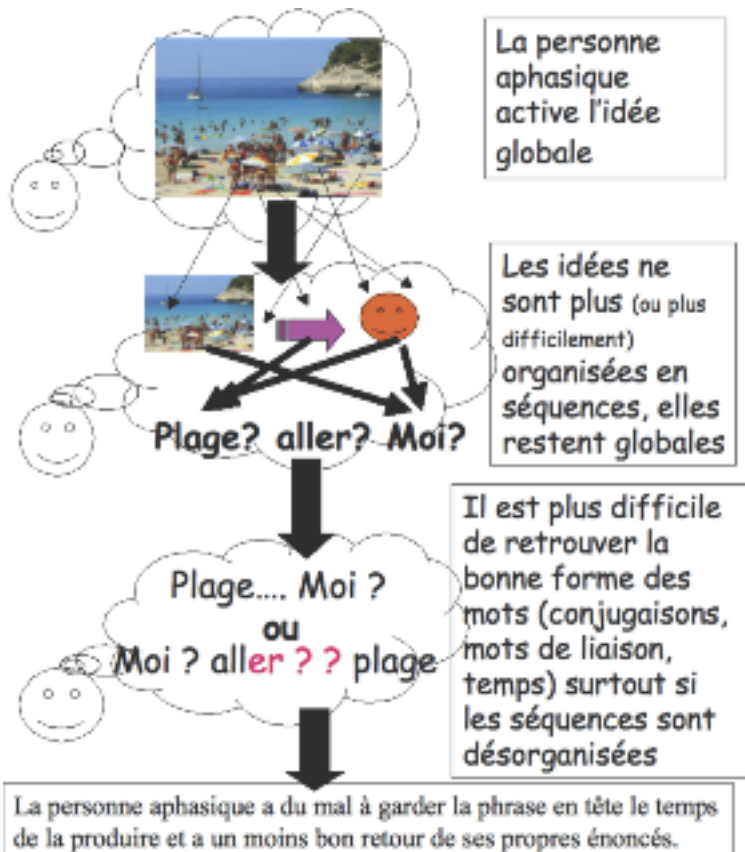 La personne
aphasique
active l'idée
globale
Les idées ne
sont plus (ou plus
difficilement)
organisées en
séquences, elles
restent globales
Plage? aller? Moi?
Il est plus difficile
de retrouver la
bonne forme des
mots (conjugaisons,
mots de liaison,
temps) surtout si
les séquences sont
désorganisées
Plage.... Moi ?
ou
Moi ? aller ? ? plage
La personne aphasique a du mal à garder la phrase en tête le temps
de la produire et a un moins bon retour de ses propres énoncés.